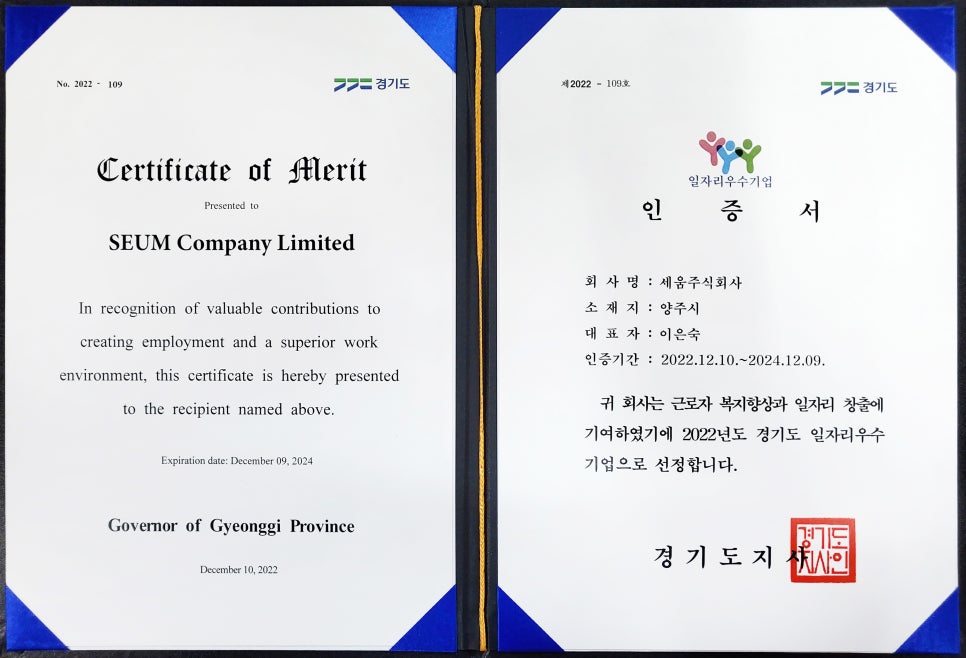 No. 2022 - 109
경기도
Certificate of Merit
Presented to
SEUM Company Limited
In recognition of valuable contributions to
creating employment and a superior work
environment, this certificate is hereby presented
to the recipient named above.
Expiration date: December 09, 2024
Governor of Gyeonggi Province
December 10, 2022
제2022 - 109호
경기도
일자리우수기업
인 증 서
회 사 명 : 세움주식회사
소 재 지 : 양주시
대 표 자 : 이은숙
인증기간 : 2022.12.10.~2024.12.09.
귀 회사는 근로자 복지향상과 일자리 창출에
기여하였기에 2022년도 경기도 일자리우수
기업으로 선정합니다.
경 기 도 지 사
경기도
지사인